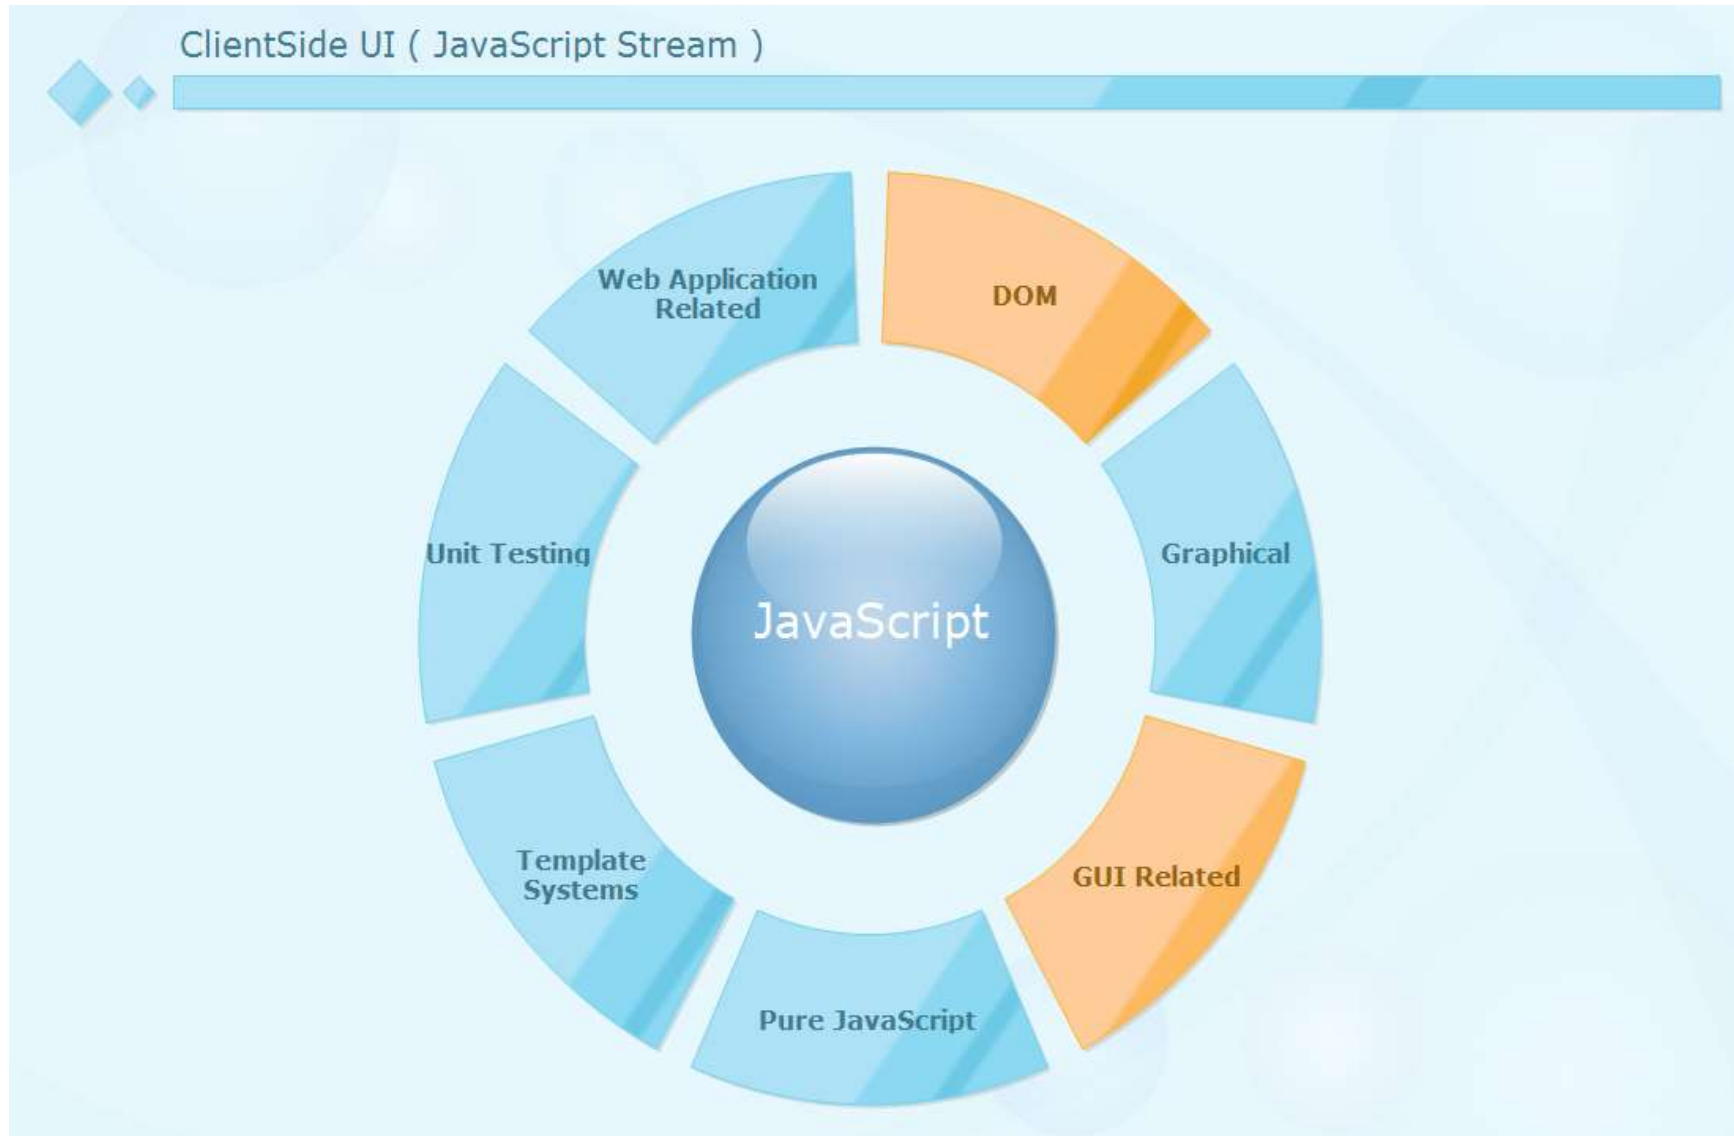 ClientSide UI ( JavaScript Stream )
Web Application
Related
DOM
Unit Testing
Graphical
JavaScript
Template
Systems
GUI Related
Pure JavaScript